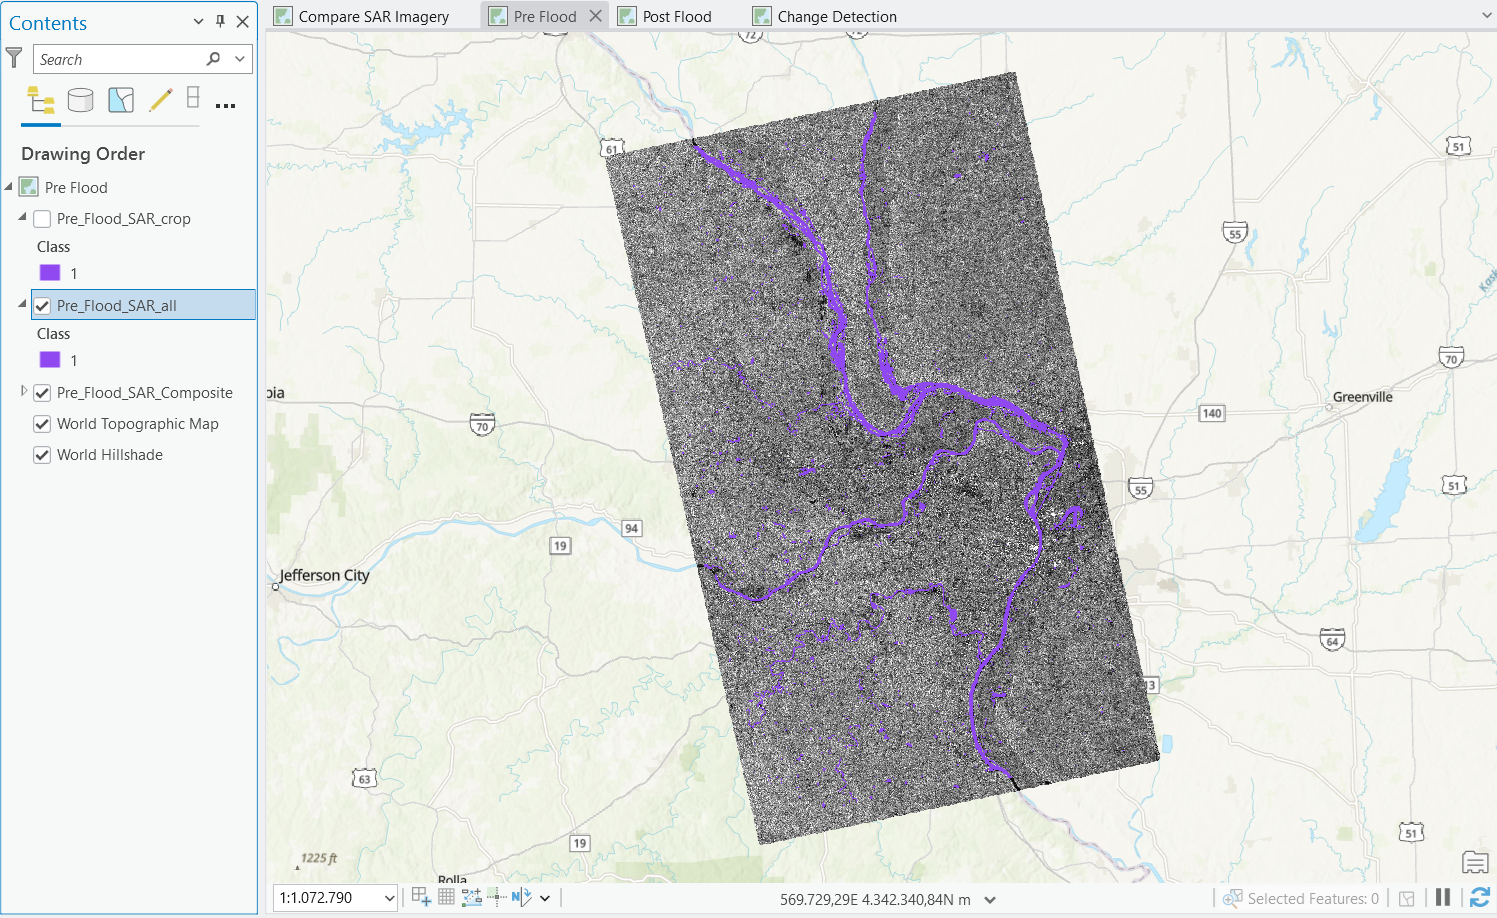 Contents
Compare SAR Imagery
Pre Flood
Post Flood
Change Detection
Search
Drawing Order
Pre Flood
Pre_Flood_SAR_crop
Class
1
Pre_Flood_SAR_all
Class
1
Pre_Flood_SAR_Composite
World Topographic Map
World Hillshade
72
72
61
51
55
Kask
70
Greenville
bia
70
140
55
51
94
19
Jefferson City
64
13
63
51
19
1225 ft
Rolla
1:1.072.790
569.729,29E 4.342.340,84N m
Selected Features: 0